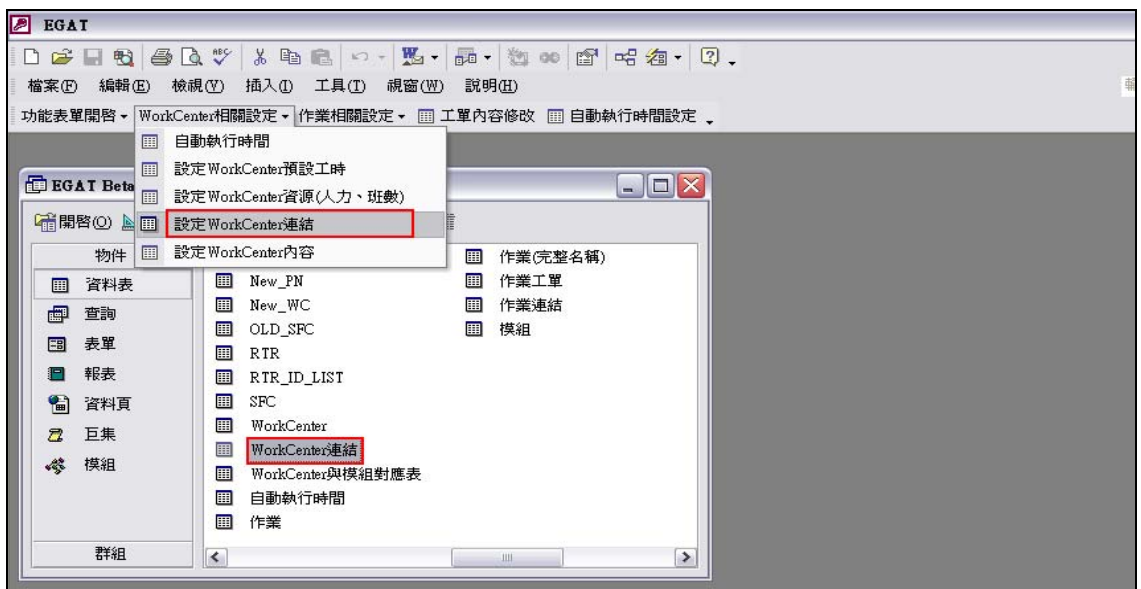 EGAT
檔案(F) 編輯(E) 檢視(V) 插入(I) 工具(T) 視窗(W) 説明(H)
功能表單開啓 WorkCenter相關設定 作業相關設定 工單內容修改 自動執行時間設定
自動執行時間
設定WorkCenter預設工時
設定WorkCenter資源(人力、班數)
設定WorkCenter連結
設定WorkCenter內容
EGAT Beta
開啓(O)
物件
資料表
查詢
表單
報表
資料頁
巨集
模組
群組
New_PN
New_WC
OLD_SFC
RTR
RTR_ID_LIST
SFC
WorkCenter
WorkCenter連結
WorkCenter與模組對應表
自動執行時間
作業
作業(完整名稱)
作業工單
作業連結
模組